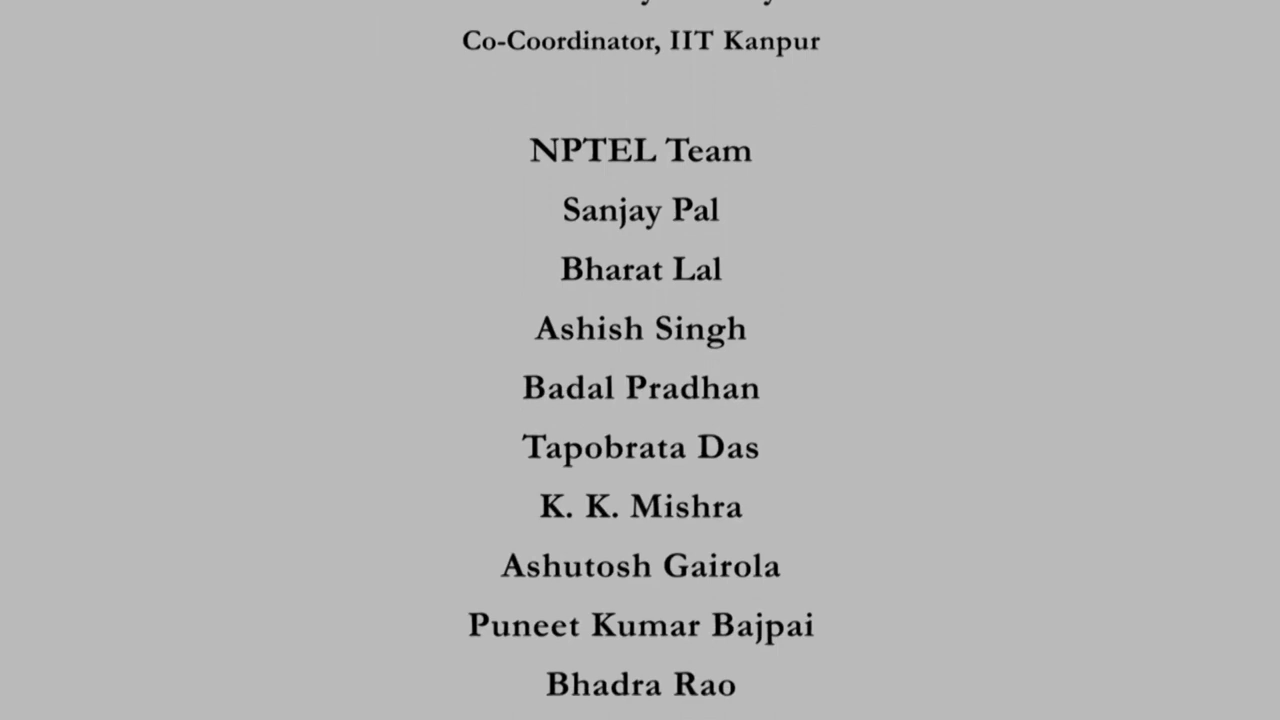 Co-Coordinator, IIT Kanpur
NPTEL Team
Sanjay Pal
Bharat Lal
Ashish Singh
Badal Pradhan
Tapobrata Das
K. K. Mishra
Ashutosh Gairola
Puneet Kumar Bajpai
Bhadra Rao